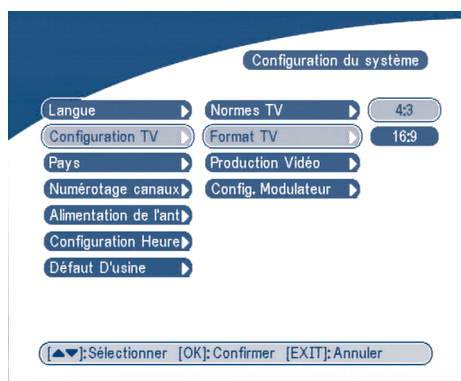 Configuration du système
Langue Normes TV 4:3
Configuration TV Format TV 16:9
Pays Production Vidéo
Numérotage canaux Config. Modulateur
Alimentation de l'ant
Configuration Heure
Défaut D'usine
[▲▼]: Sélectionner [OK]: Confirmer [EXIT]: Annuler